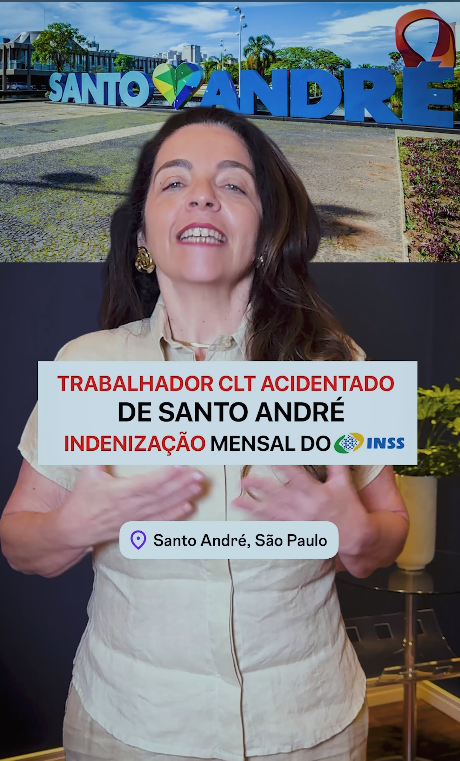 SANTO ANDRÉ
TRABALHADOR CLT ACIDENTADO
DE SANTO ANDRÉ
INDENIZAÇÃO MENSAL DO INSS
Santo André, São Paulo